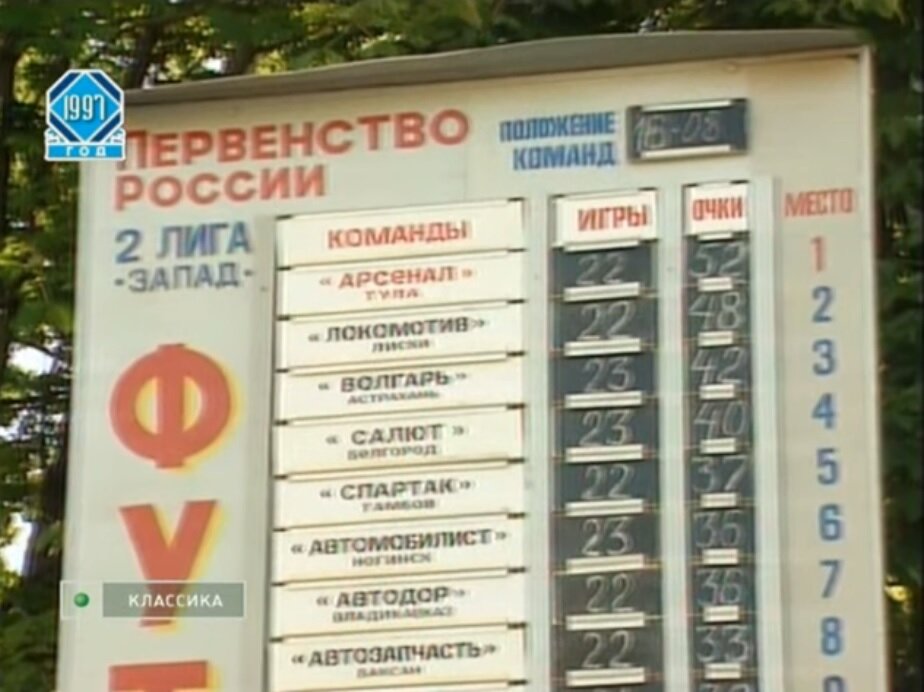 1997
ГОД
ПЕРВЕНСТВО
РОССИИ
ПОЛОЖЕНИЕ
КОМАНД
16-08
2 ЛИГА
-ЗАПАД-
КОМАНДЫ ИГРЫ ОЧКИ МЕСТО
«АРСЕНАЛ» 22 52 1
ТУЛА
«ЛОКОМОТИВ» 22 48 2
ЛИСКИ
«ВОЛГАРЬ» 23 42 3
АСТРАХАНЬ
«САЛЮТ» 23 40 4
БЕЛГОРОД
«СПАРТАК» 22 37 5
ТАМБОВ
«АВТОМОБИЛИСТ» 23 36 6
НОГИНСК
«АВТОДОР» 22 36 7
ВЛАДИКАВКАЗ
«АВТОЗАПЧАСТЬ» 22 33 8
БАКСАН
ФУТ
КЛАССИКА